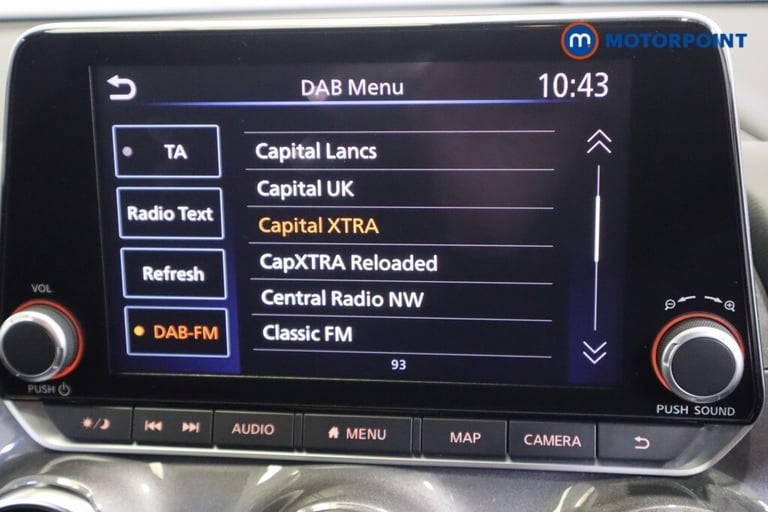 m MOTORPOINT
DAB Menu
10:43
TA
Radio Text
Refresh
DAB-FM
Capital Lancs
Capital UK
Capital XTRA
CapXTRA Reloaded
Central Radio NW
Classic FM
93
VOL
PUSH
PUSH SOUND
AUDIO
MENU
MAP
CAMERA